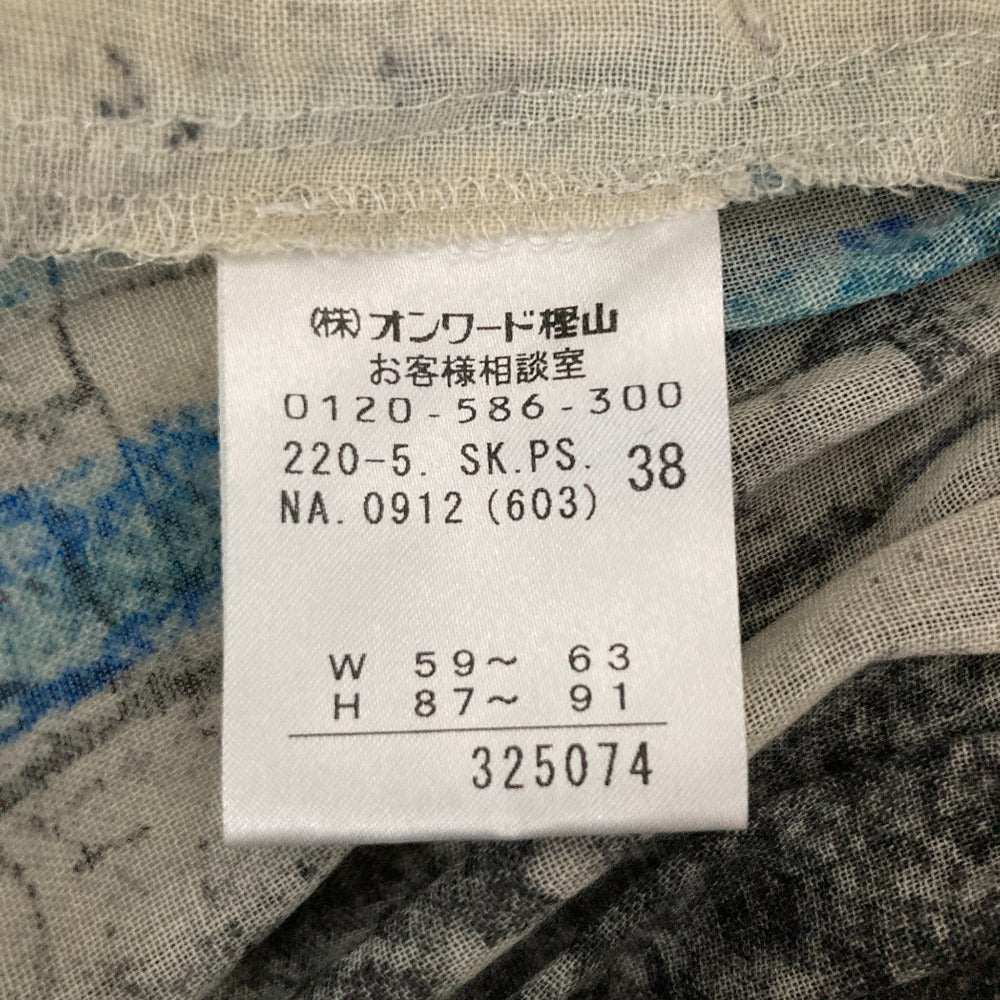 (株)オンワード樫山
お客様相談室
0120-586-300
220-5. SK.PS. 38
NA. 0912 (603)
W 59~ 63
H 87~ 91
325074